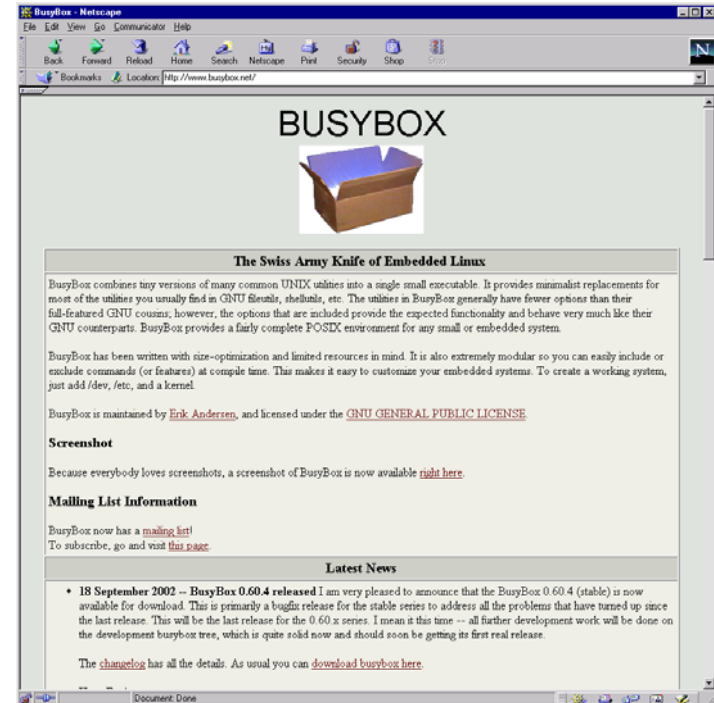 BusyBox - Netscape
File Edit View Go Communicator Help
Back Forward Reload Home Search Netscape Print Security Shop Stop
N
Bookmarks Location: http://www.busybox.net/
BUSYBOX
The Swiss Army Knife of Embedded Linux
BusyBox combines tiny versions of many common UNIX utilities into a single small executable. It provides minimalist replacements for
most of the utilities you usually find in GNU fileutils, shellutils, etc. The utilities in BusyBox generally have fewer options than their
full-featured GNU cousins; however, the options that are included provide the expected functionality and behave very much like their
GNU counterparts. BusyBox provides a fairly complete POSIX environment for any small or embedded system.
BusyBox has been written with size-optimization and limited resources in mind. It is also extremely modular so you can easily include or
exclude commands (or features) at compile time. This makes it easy to customize your embedded systems. To create a working system,
just add /dev, /etc, and a kernel.
BusyBox is maintained by Erik Andersen, and licensed under the GNU GENERAL PUBLIC LICENSE.
Screenshot
Because everybody loves screenshots, a screenshot of BusyBox is now available right here.
Mailing List Information
BusyBox now has a mailing list!
To subscribe, go and visit this page.
Latest News
• 18 September 2002 -- BusyBox 0.60.4 released I am very pleased to announce that the BusyBox 0.60.4 (stable) is now
available for download. This is primarily a bugfix release for the stable series to address all the problems that have turned up since
the last release. This will be the last release for the 0.60.x series. I mean it this time -- all further development work will be done on
the development busybox tree, which is quite solid now and should soon be getting its first real release.
The changelog has all the details. As usual you can download busybox here.
Document: Done